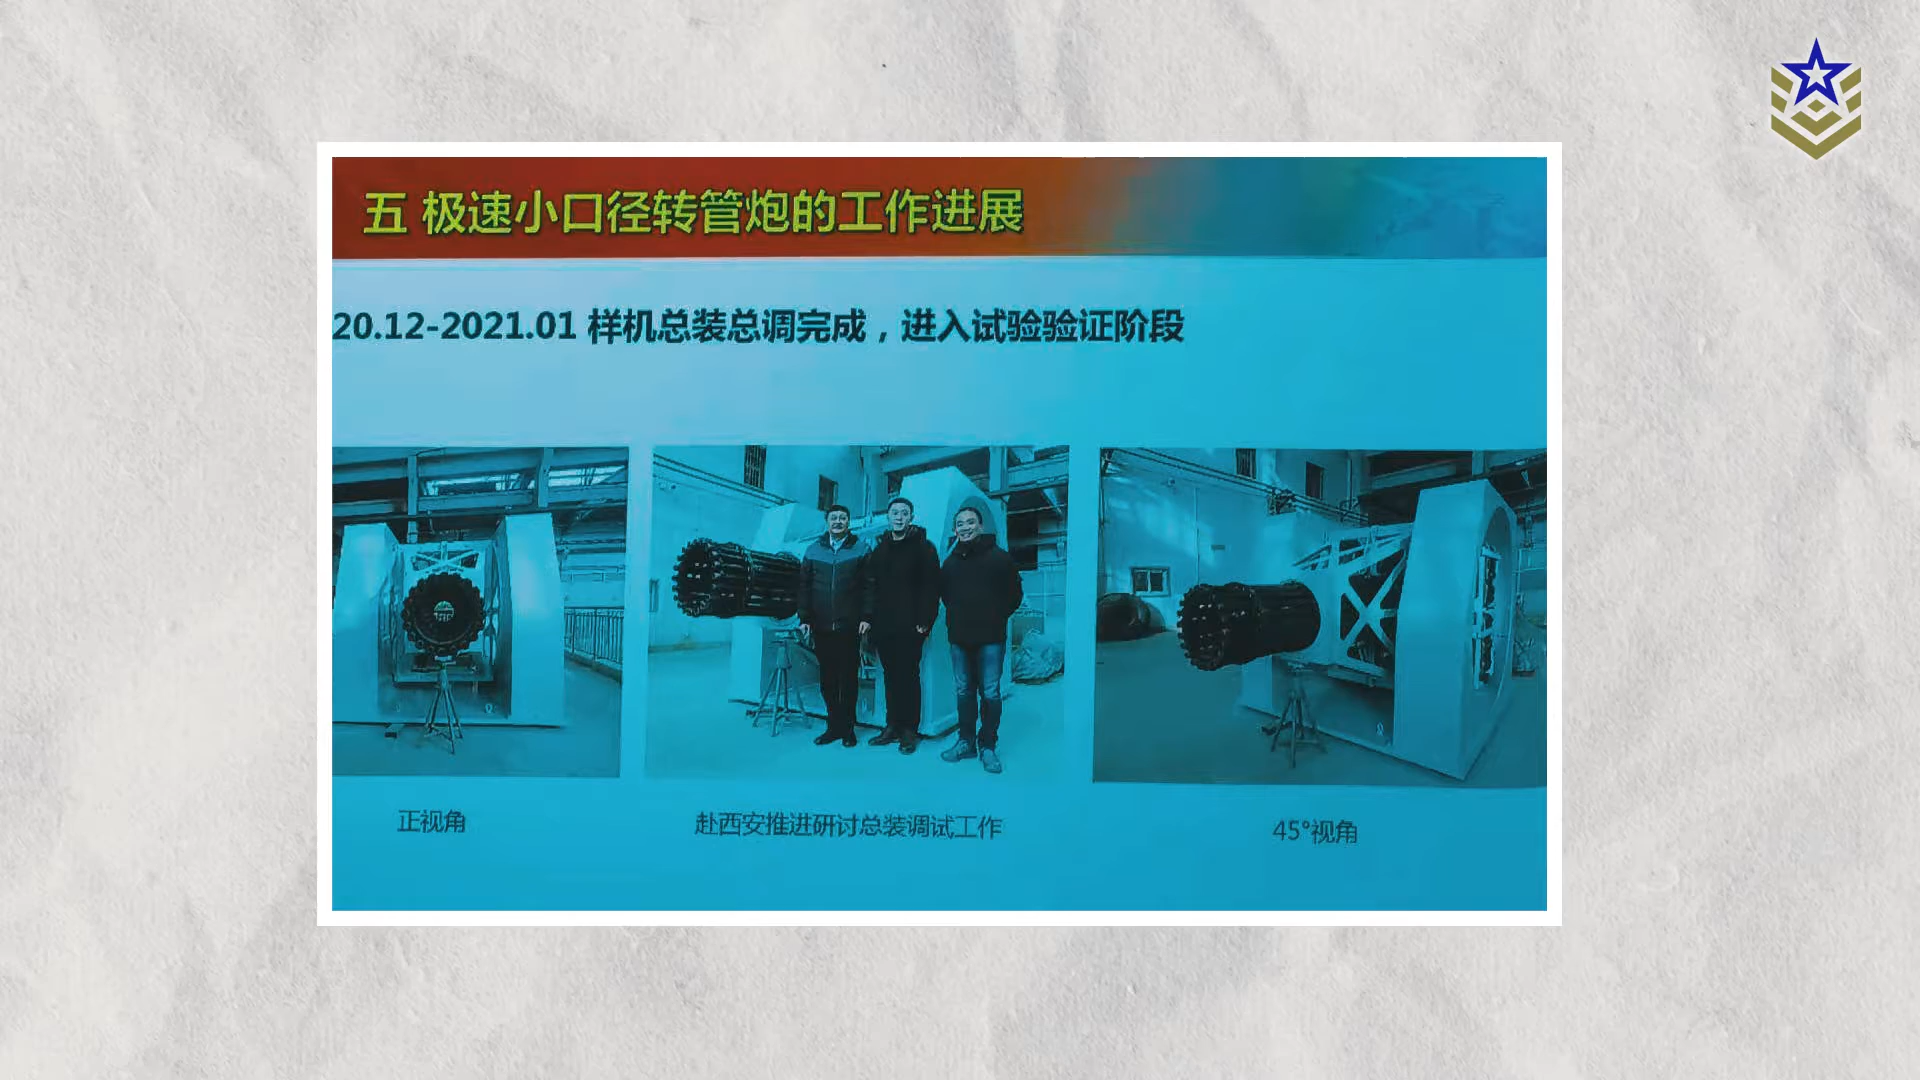 五 极速小口径转管炮的工作进展
20.12-2021.01 样机总装总调完成，进入试验验证阶段
正视角
赴西安推进研讨总装调试工作
45°视角